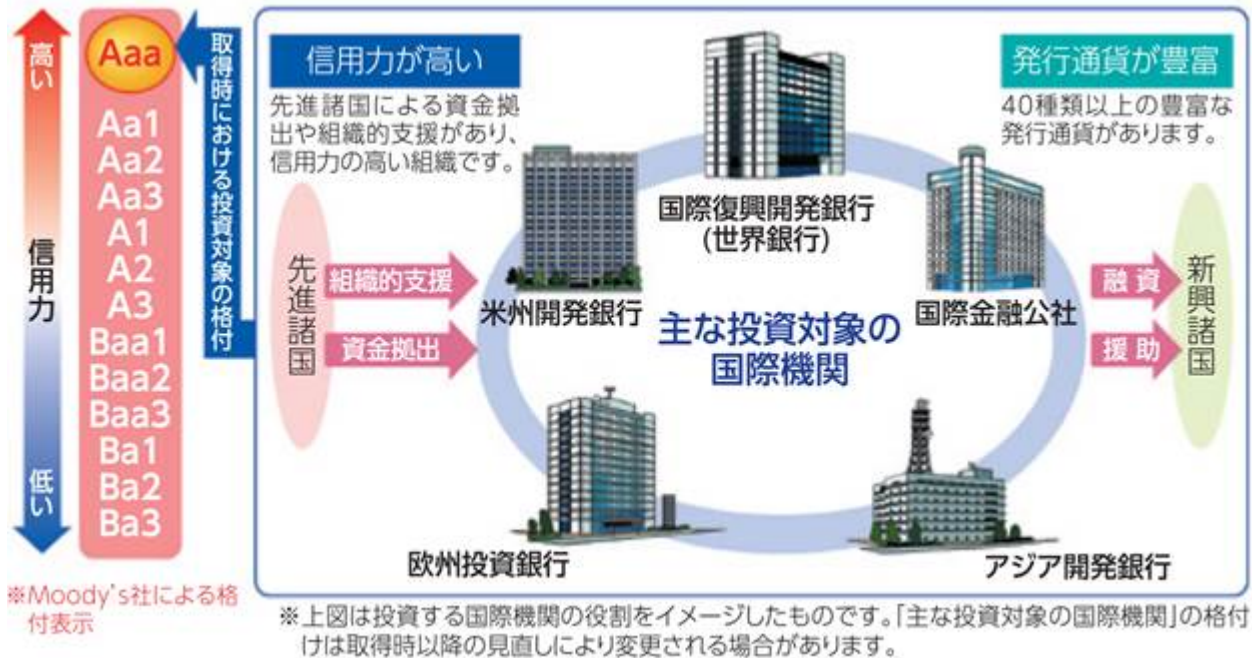 高い
信用力
低い
Aaa
Aa1
Aa2
Aa3
A1
A2
A3
Baa1
Baa2
Baa3
Ba1
Ba2
Ba3
※Moody's社による格
付表示
取得時における投資対象の格付
信用力が高い
先進諸国による資金拠
出や組織的支援があり、
信用力の高い組織です。
発行通貨が豊富
40種類以上の豊富な
発行通貨があります。
先進諸国
組織的支援
資金拠出
国際復興開発銀行
(世界銀行)
米州開発銀行
国際金融公社
主な投資対象の
国際機関
欧州投資銀行
アジア開発銀行
融資
援助
新興諸国
※上図は投資する国際機関の役割をイメージしたものです。「主な投資対象の国際機関」の格付
けは取得時以降の見直しにより変更される場合があります。